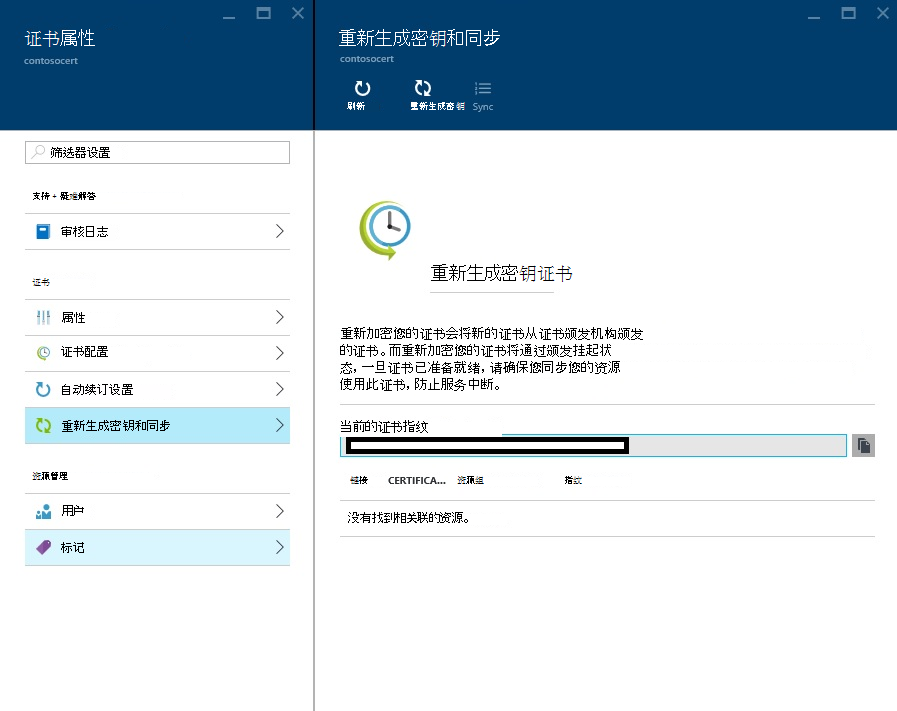 证书属性
contosocert
筛选器设置
支持 + 疑难解答
审核日志
证书
属性
证书配置
自动续订设置
重新生成密钥和同步
资源管理
用户
标记
重新生成密钥和同步
contosocert
刷新 重新生成密钥 Sync
重新生成密钥证书
重新加密您的证书会将新的证书从证书颁发机构颁发
的证书。而重新加密您的证书将通过颁发挂起状
态，一旦证书已准备就绪，请确保您同步您的资源
使用此证书，防止服务中断。
当前的证书指纹
链接 CERTIFICA... 资源组 指纹
没有找到相关联的资源。